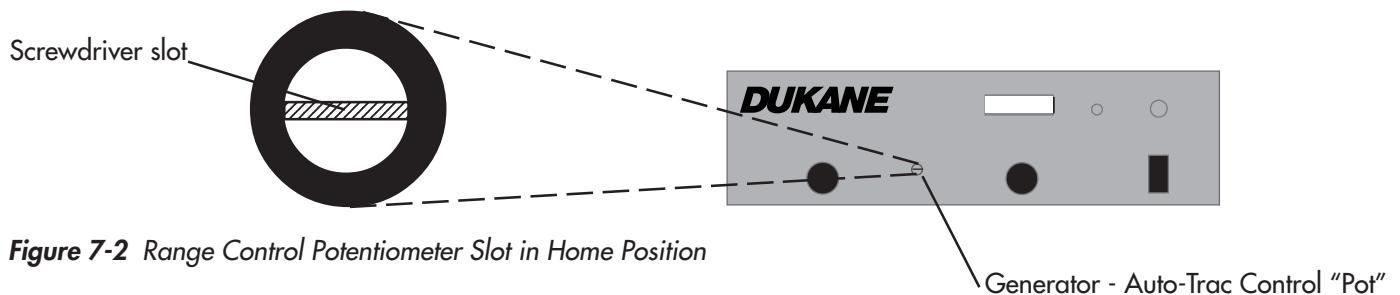 Screwdriver slot
DUKANE
Figure 7-2 Range Control Potentiometer Slot in Home Position
Generator - Auto-Trac Control “Pot”